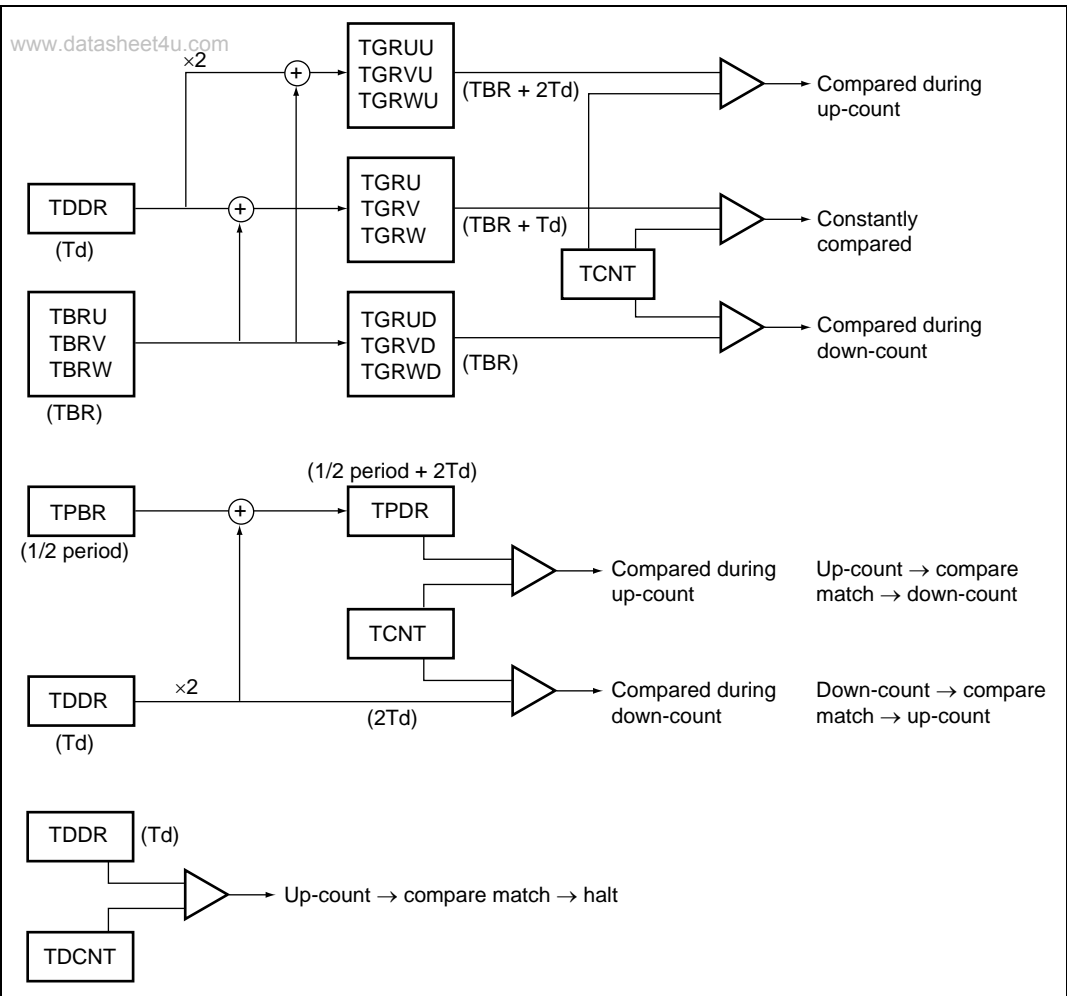 www.datasheet4u.com
×2
+
TGRUU
TGRVU
TGRWU
(TBR + 2Td)
Compared during
up-count
TDDR
(Td)
+
TGRU
TGRV
TGRW
(TBR + Td)
Constantly
compared
TCNT
TBRU
TBRV
TBRW
(TBR)
TGRUD
TGRVD
TGRWD
(TBR)
Compared during
down-count
(1/2 period + 2Td)
TPBR
(1/2 period)
+
TPDR
Compared during
up-count
Up-count → compare
match → down-count
TCNT
TDDR
(Td)
×2
(2Td)
Compared during
down-count
Down-count → compare
match → up-count
TDDR
(Td)
Up-count → compare match → halt
TDCNT